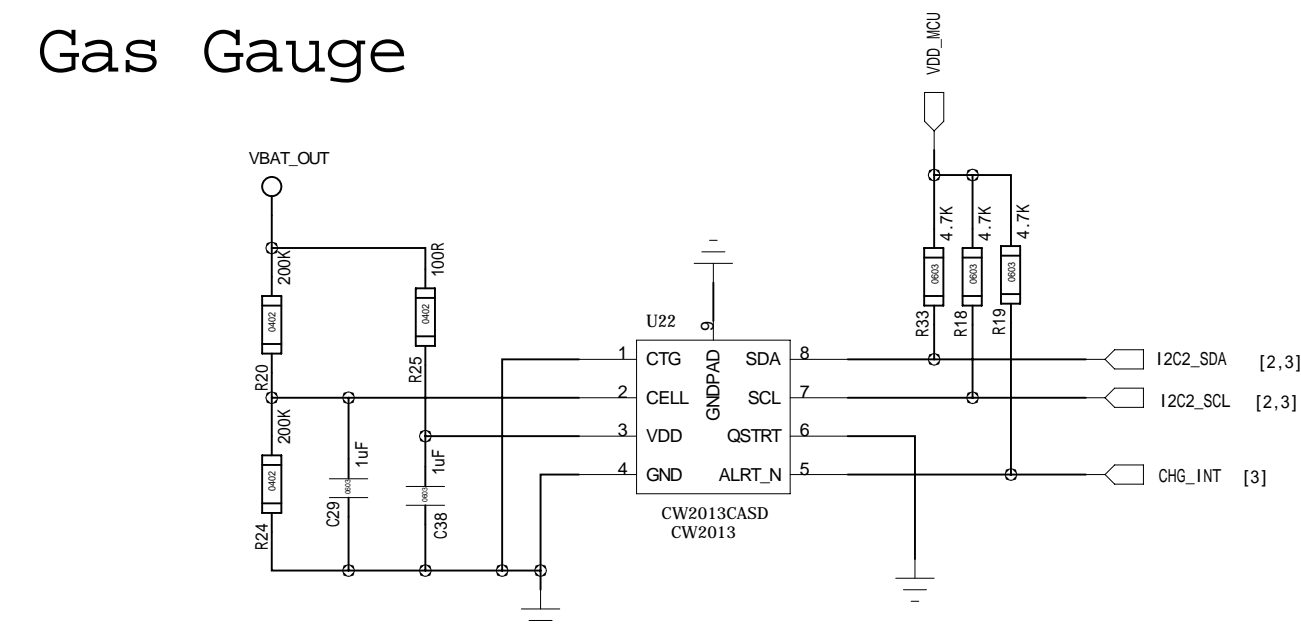 Gas Gauge
VDD_MCU
VBAT_OUT
200K
0402
R20
100R
0402
R25
200K
0402
R24
1uF
0603
C29
1uF
0603
C38
U22
9
GNDPAD
1 CTG
2 CELL
3 VDD
4 GND
SDA 8
SCL 7
QSTRT 6
ALRT_N 5
CW2013CASD
CW2013
4.7K
0603
R33
4.7K
0603
R18
4.7K
0603
R19
I2C2_SDA [2,3]
I2C2_SCL [2,3]
CHG_INT [3]